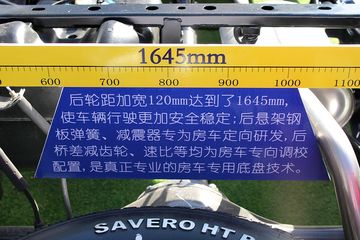 1645mm
600 700 800 900 1000 1100
后轮距加宽120mm达到了1645mm,
使车辆行驶更加安全稳定;后悬架钢
板弹簧、减震器专为房车定向研发,后
桥差减齿轮、速比等均为房车专向调校
配置,是真正专业的房车专用底盘技术。
SAVERO HT